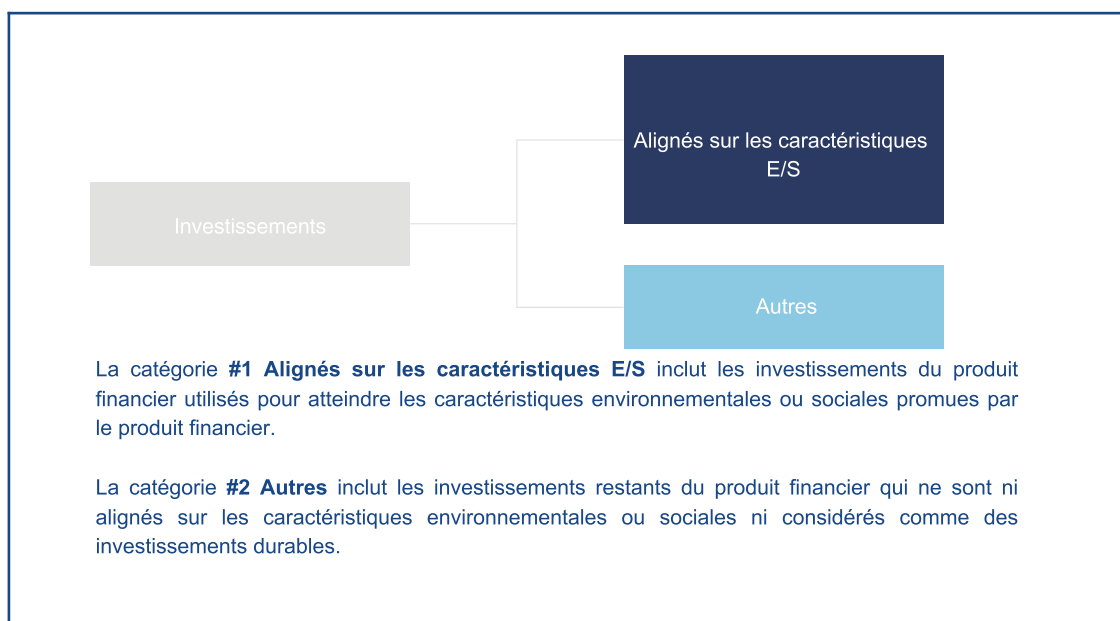 Alignés sur les caractéristiques
E/S
Investissements
Autres
La catégorie #1 Alignés sur les caractéristiques E/S inclut les investissements du produit
financier utilisés pour atteindre les caractéristiques environnementales ou sociales promues par
le produit financier.
La catégorie #2 Autres inclut les investissements restants du produit financier qui ne sont ni
alignés sur les caractéristiques environnementales ou sociales ni considérés comme des
investissements durables.